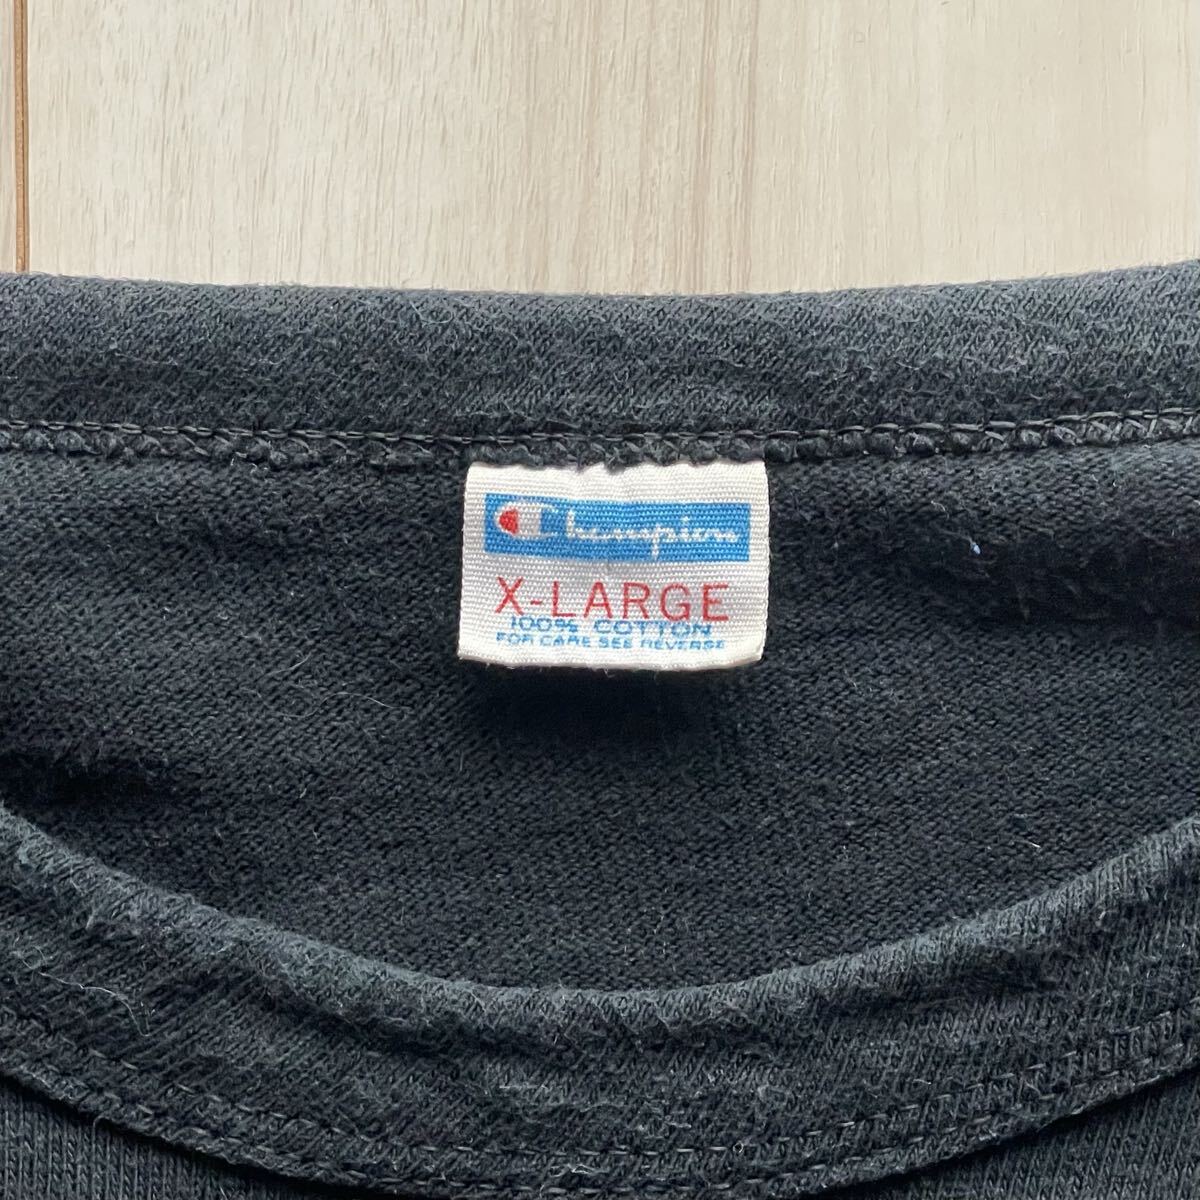 Champion
X-LARGE
100% COTTON
FOR CARE SEE REVERSE